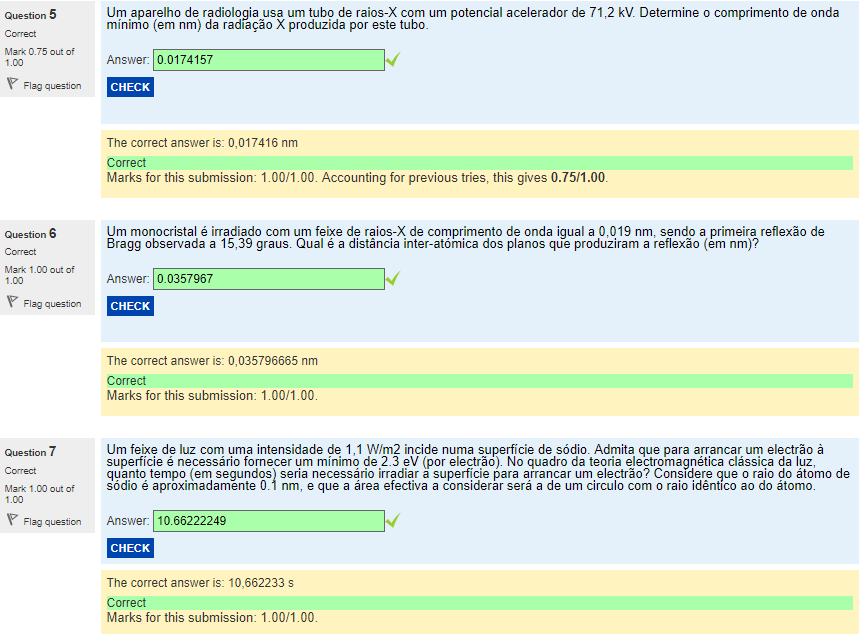 Question 5
Correct
Mark 0.75 out of
1.00
Flag question
Um aparelho de radiologia usa um tubo de raios-X com um potencial acelerador de 71,2 kV. Determine o comprimento de onda
mínimo (em nm) da radiação X produzida por este tubo.
Answer: 0.0174157
CHECK
The correct answer is: 0,017416 nm
Correct
Marks for this submission: 1.00/1.00. Accounting for previous tries, this gives 0.75/1.00.
Question 6
Correct
Mark 1.00 out of
1.00
Flag question
Um monocristal é irradiado com um feixe de raios-X de comprimento de onda igual a 0,019 nm, sendo a primeira reflexão de
Bragg observada a 15,39 graus. Qual é a distância inter-atómica dos planos que produziram a reflexão (em nm)?
Answer: 0.0357967
CHECK
The correct answer is: 0,035796665 nm
Correct
Marks for this submission: 1.00/1.00.
Question 7
Correct
Mark 1.00 out of
1.00
Flag question
Um feixe de luz com uma intensidade de 1,1 W/m2 incide numa superfície de sódio. Admita que para arrancar um electrão à
superfície é necessário fornecer um mínimo de 2.3 eV (por electrão). No quadro da teoria electromagnética clássica da luz,
quanto tempo (em segundos) seria necessário irradiar a superfície para arrancar um electrão? Considere que o raio do átomo de
sódio é aproximadamente 0.1 nm, e que a área efectiva a considerar será a de um circulo com o raio idêntico ao do átomo.
Answer: 10.66222249
CHECK
The correct answer is: 10,662233 s
Correct
Marks for this submission: 1.00/1.00.